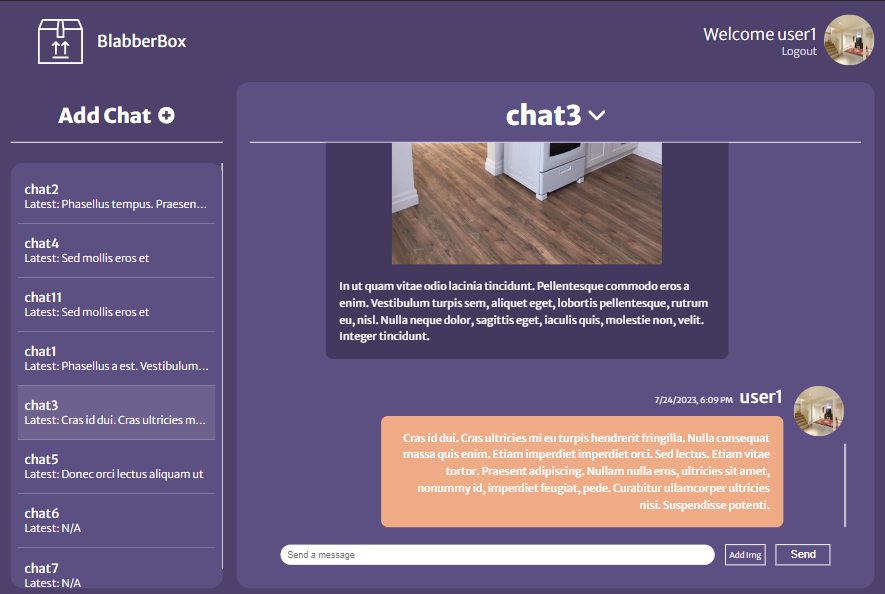 BlabberBox
Welcome user1
Logout
Add Chat
chat2
Latest: Phasellus tempus. Praesen...
chat4
Latest: Sed mollis eros et
chat11
Latest: Sed mollis eros et
chat1
Latest: Phasellus a est. Vestibulum...
chat3
Latest: Cras id dui. Cras ultricies m...
chat5
Latest: Donec orci lectus aliquam ut
chat6
Latest: N/A
chat7
Latest: N/A
chat3
In ut quam vitae odio lacinia tincidunt. Pellentesque commodo eros a
enim. Vestibulum turpis sem, aliquet eget, lobortis pellentesque, rutrum
eu, nisl. Nulla neque dolor, sagittis eget, iaculis quis, molestie non, velit.
Integer tincidunt.
7/24/2023, 6:09 PM user1
Cras id dui. Cras ultricies mi eu turpis hendrerit fringilla. Nulla consequat
massa quis enim. Etiam imperdiet imperdiet orci. Sed lectus. Etiam vitae
tortor. Praesent adipiscing. Nullam nulla eros, ultricies sit amet,
nonummy id, imperdiet feugiat, pede. Curabitur ullamcorper ultricies
nisi. Suspendisse potenti.
Send a message
Add Img
Send